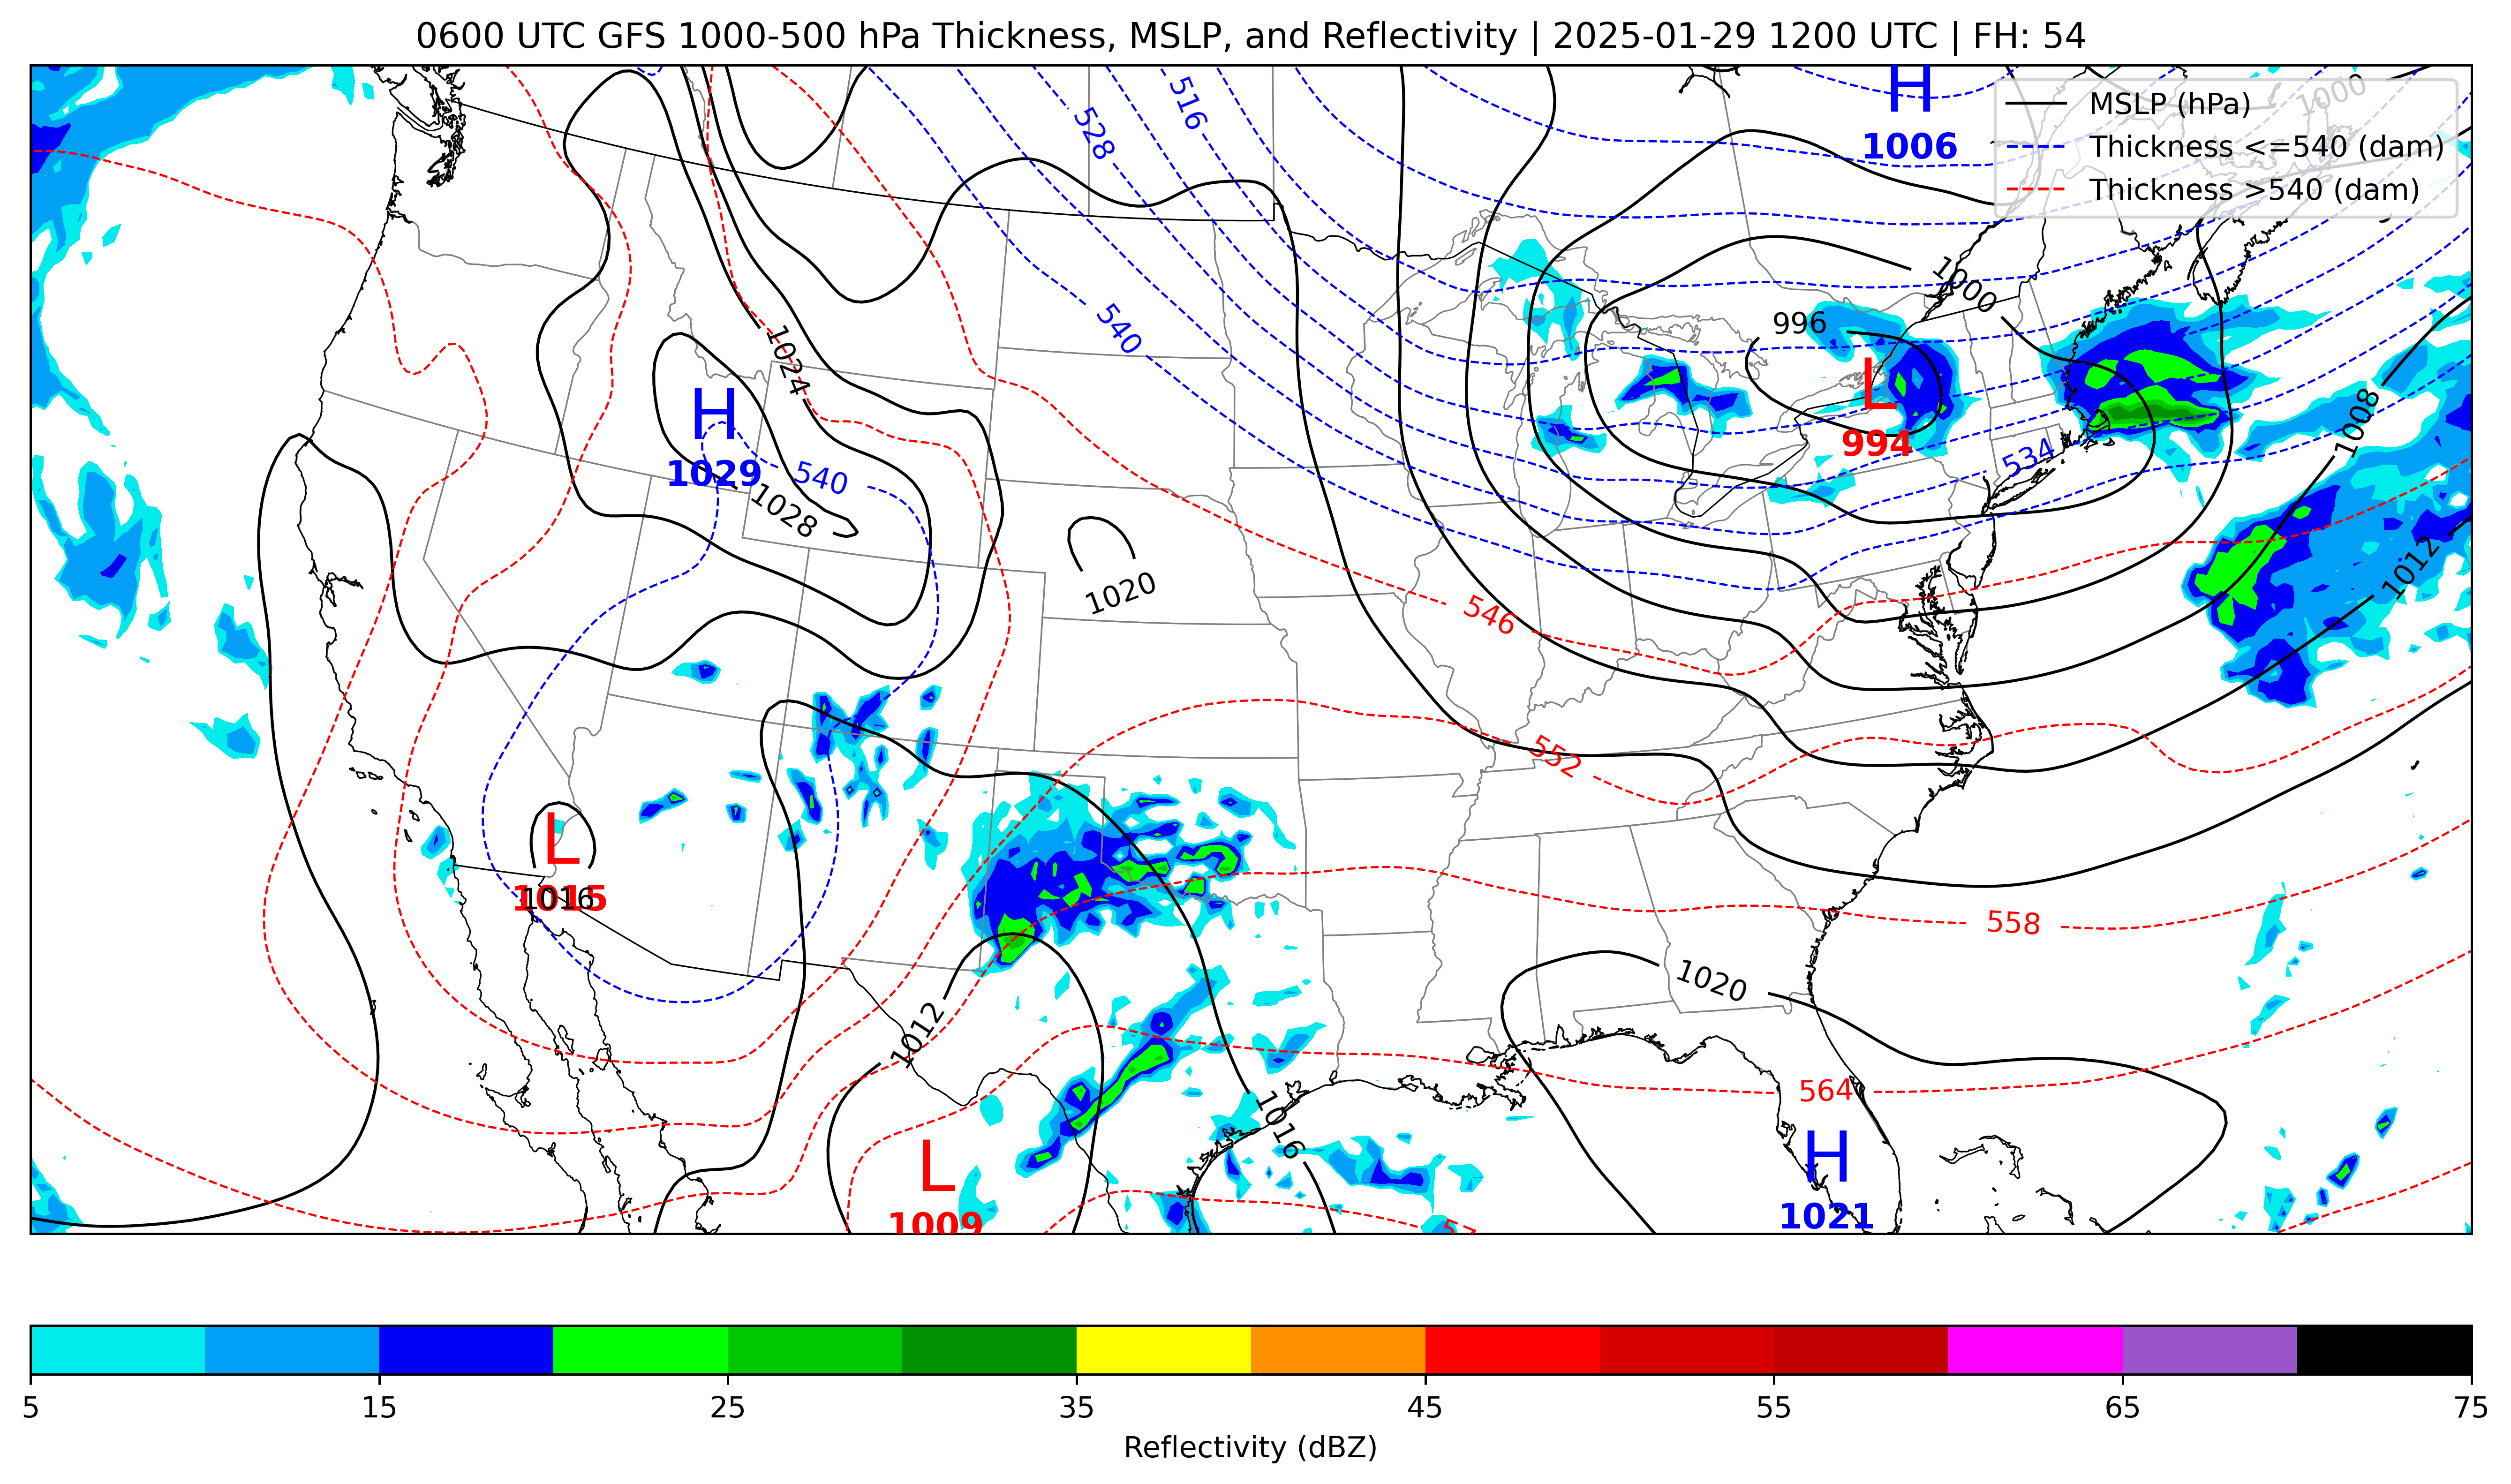 0600 UTC GFS 1000-500 hPa Thickness, MSLP, and Reflectivity | 2025-01-29 1200 UTC | FH: 54
H
1006
1000
MSLP (hPa)
Thickness <=540 (dam)
Thickness >540 (dam)
516
528
540
1000
996
1024
L
994
H
1029
540
1028
534
1008
1012
1020
546
552
L
1015
1016
558
1020
1012
564
1016
L
1009
H
1021
5 15 25 35 45 55 65 75
Reflectivity (dBZ)